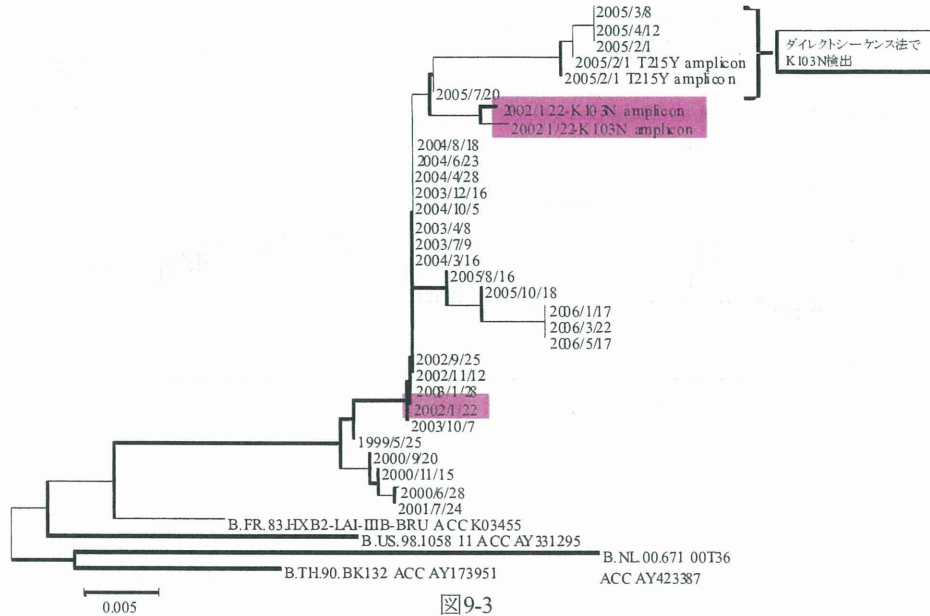 2005/3/8
2005/4/12
2005/2/1
2005/2/1 T215Y amplicon
2005/2/1 T215Y amplicon
ダイレクトシーケンス法で
K103N検出
2005/7/20
2002/1/22-K103N amplicon
2002/1/22-K103N amplicon
2004/8/18
2004/6/23
2004/4/28
2003/12/16
2004/10/5
2003/4/8
2003/7/9
2004/3/16
2005/8/16
2005/10/18
2006/1/17
2006/3/22
2006/5/17
2002/9/25
2002/11/12
2003/1/28
2002/1/22
2003/10/7
1999/5/25
2000/9/20
2000/11/15
2000/6/28
2001/7/24
B.FR.83.HXB2-LAI-IIIB-BRU ACC K03455
B.US.98.1058 11 ACC AY331295
B.NL.00.671 00T36
ACC AY423387
B.TH.90.BK132 ACC AY173951
0.005
図9-3